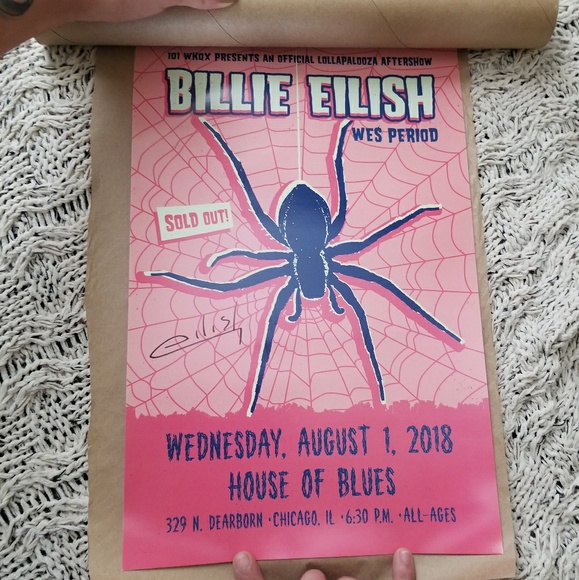 101 WKQX PRESENTS AN OFFICIAL LOLLAPALOOZA AFTERSHOW
BILLIE EILISH
WES PERIOD
SOLD OUT!
eilish
WEDNESDAY, AUGUST 1, 2018
HOUSE OF BLUES
329 N. DEARBORN · CHICAGO, IL · 6:30 P.M. · ALL-AGES